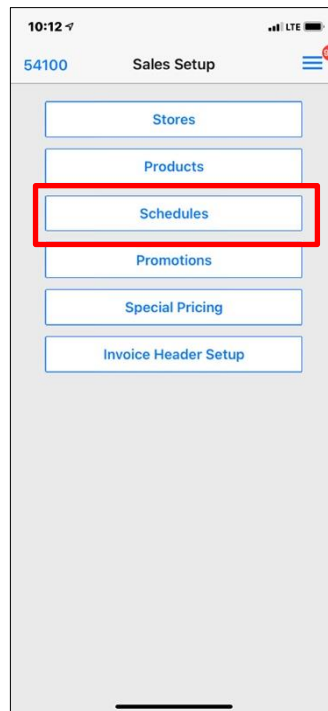 10:12 LTE
54100 Sales Setup
Stores
Products
Schedules
Promotions
Special Pricing
Invoice Header Setup